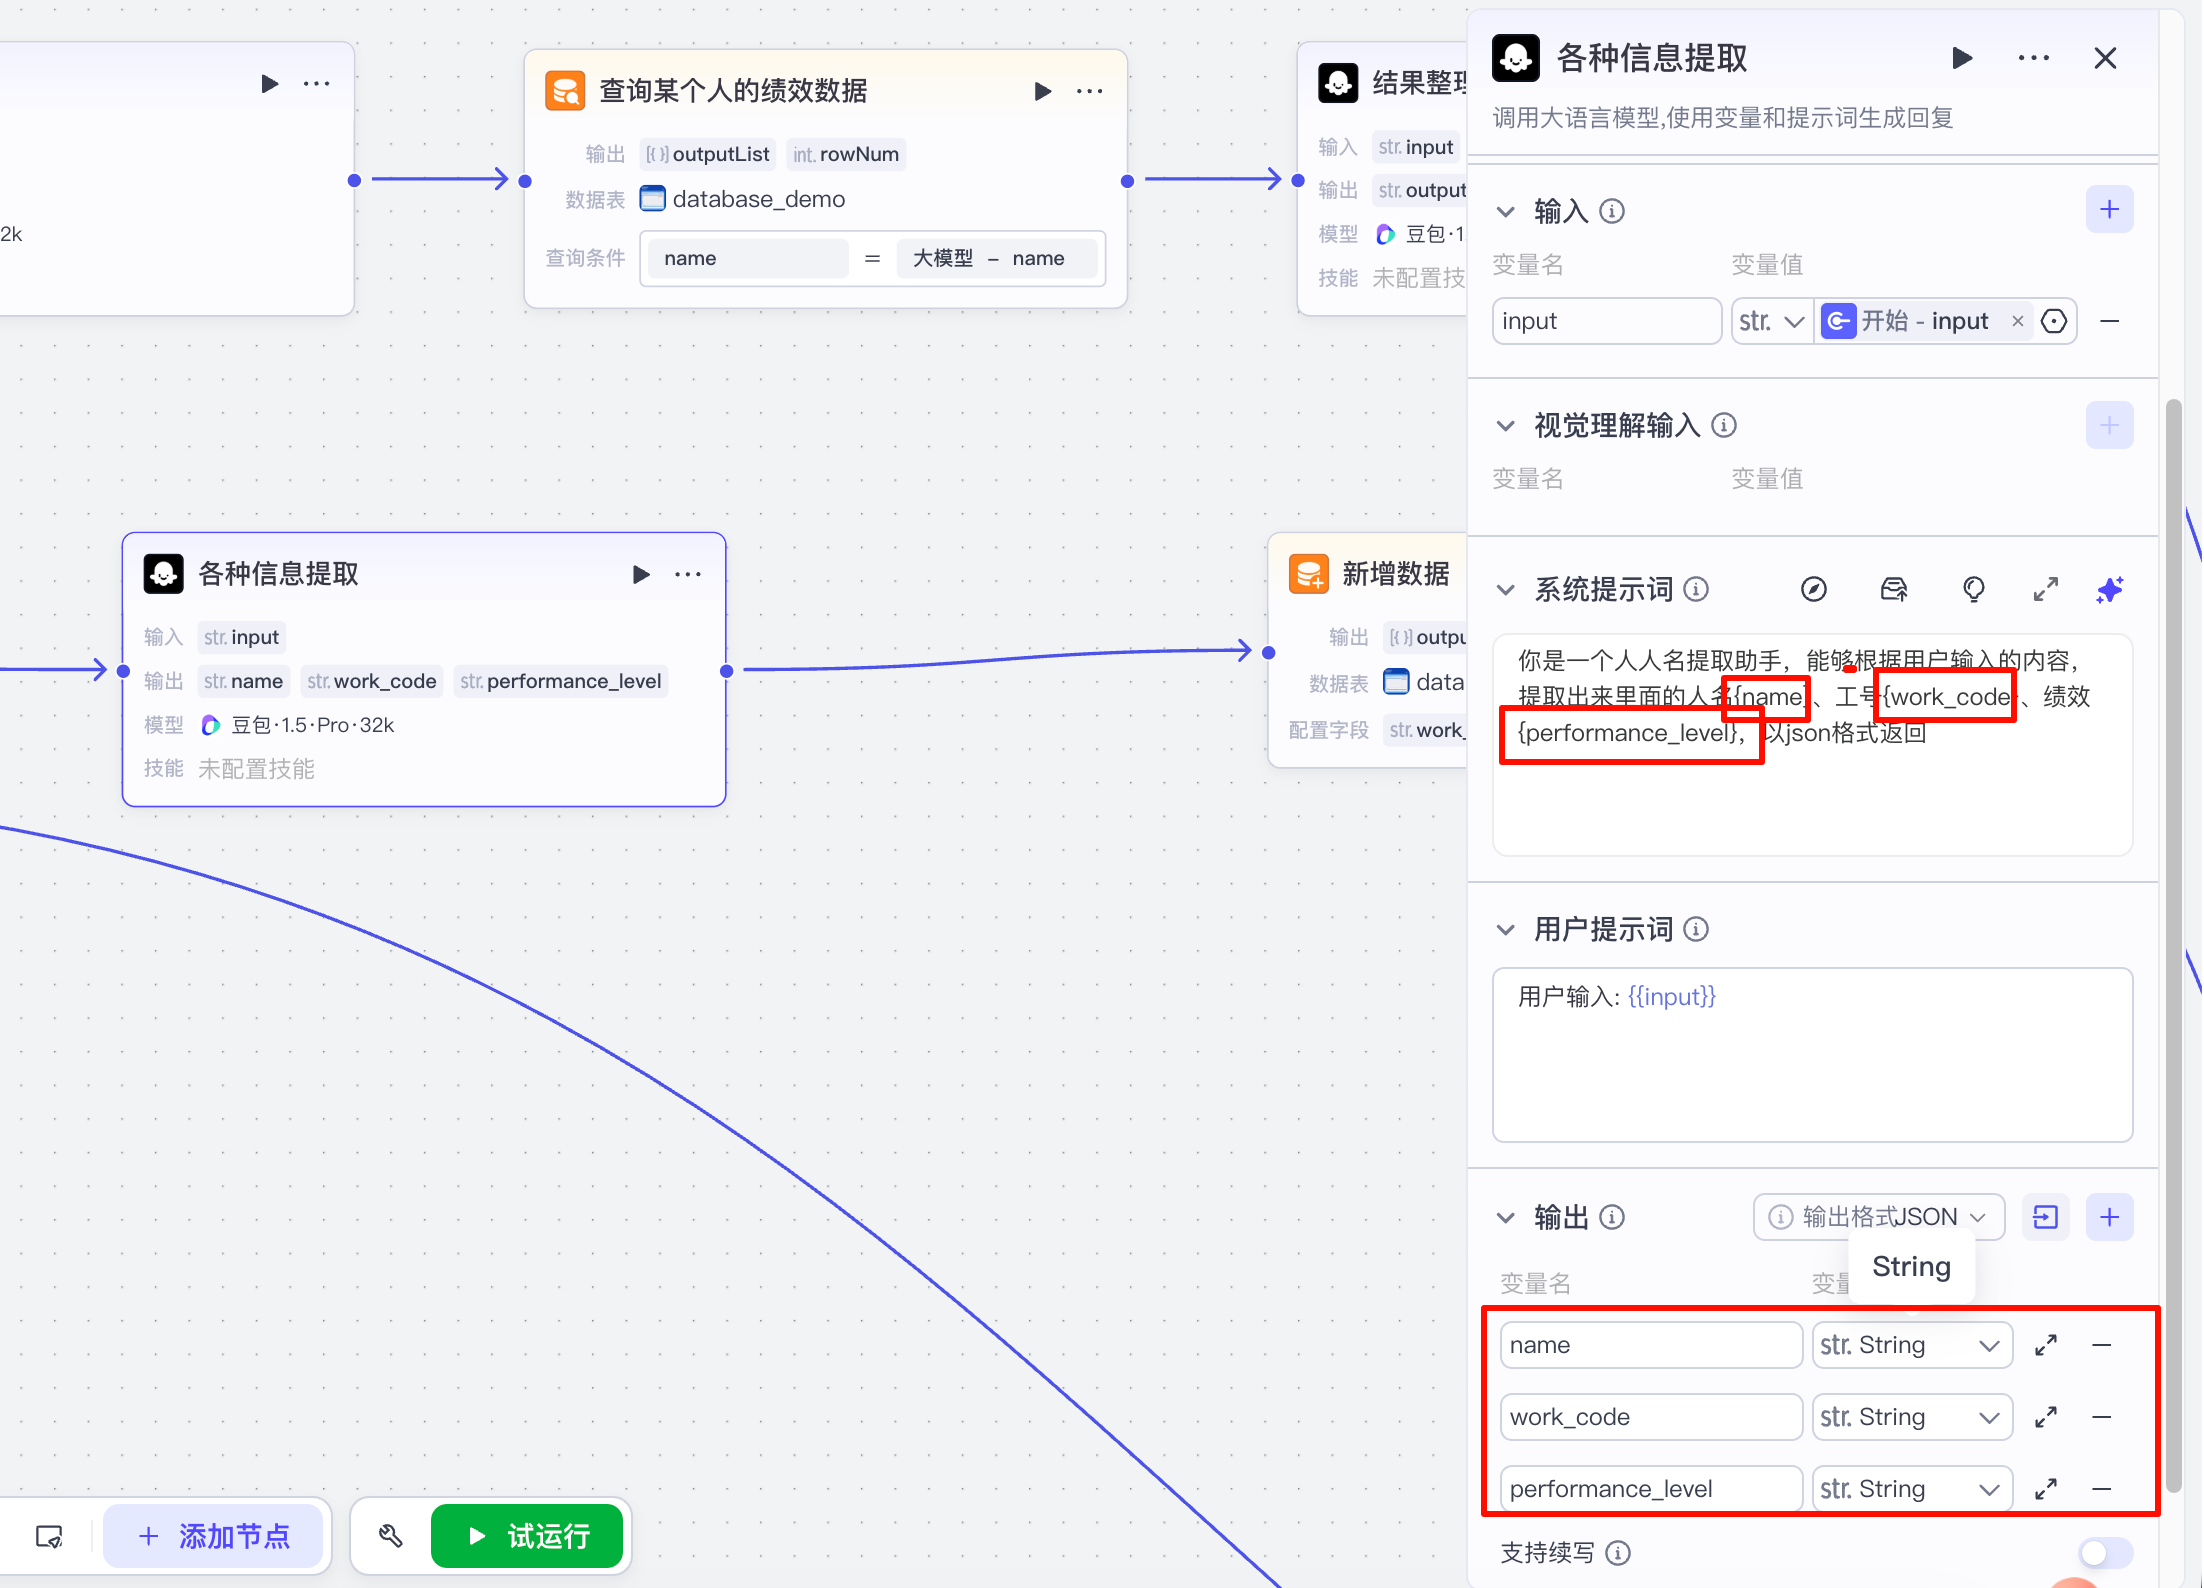 2k
查询某个人的绩效数据
输出 [( )] outputList int. rowNum
数据表 database_demo
查询条件 name = 大模型 – name
结果整理
输入 str. input
输出 str. output
模型 豆包·1
技能 未配置技
各种信息提取
输入 str. input
输出 str. name str. work_code str. performance_level
模型 豆包·1.5·Pro·32k
技能 未配置技能
新增数据
输出 [( )] outpu
数据表 data
配置字段 str. work_
添加节点
试运行
各种信息提取
调用大语言模型,使用变量和提示词生成回复
输入
变量名 变量值
input str. 开始 - input
视觉理解输入
变量名 变量值
系统提示词
你是一个人人名提取助手，能够根据用户输入的内容，
提取出来里面的人名{name}、工号{work_code}、绩效
{performance_level}，以json格式返回
用户提示词
用户输入: {{input}}
输出 输出格式JSON
String
变量名 变量
name str. String
work_code str. String
performance_level str. String
支持续写